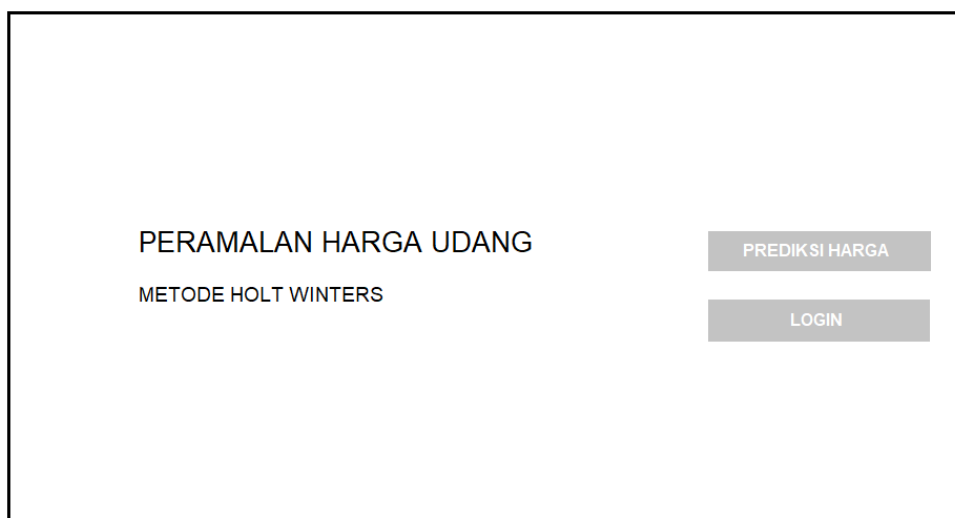 PERAMALAN HARGA UDANG
METODE HOLT WINTERS
PREDIKSI HARGA
LOGIN